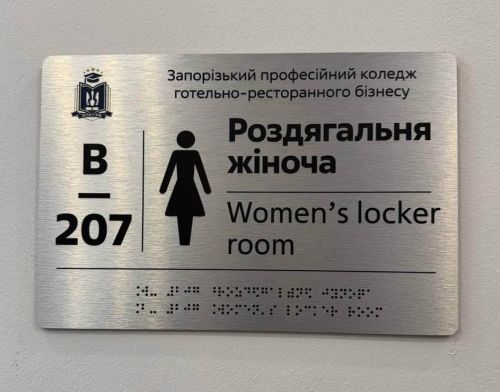 Запорізький професійний коледж
готельно-ресторанного бізнесу
В
207
Роздягальня
жіноча
Women's locker
room